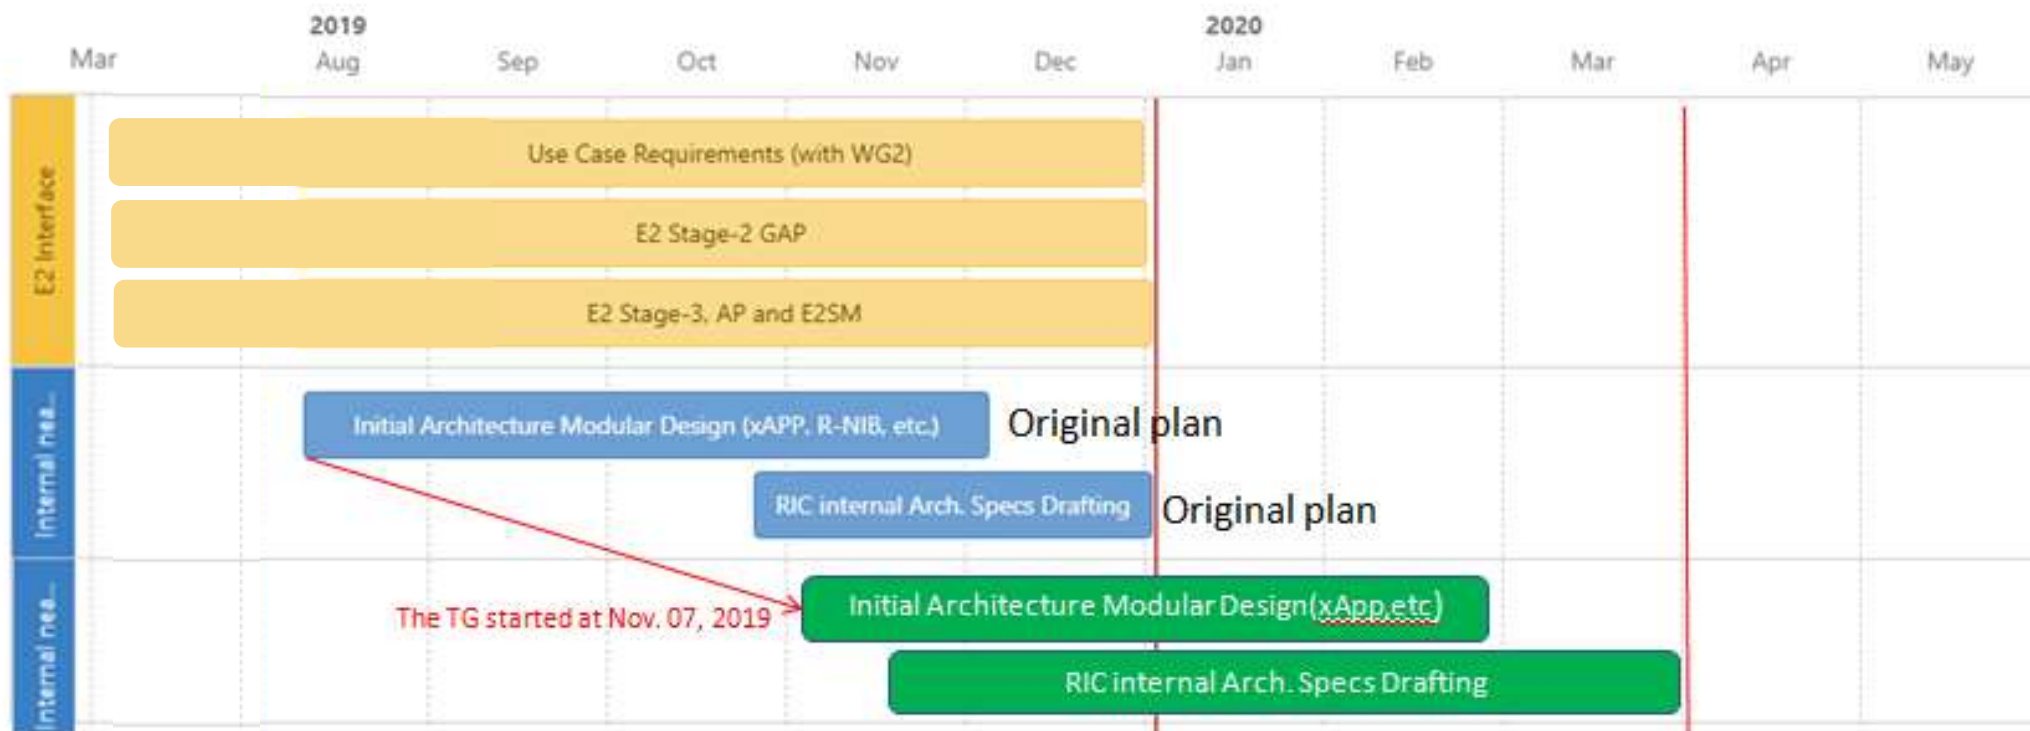 2019
2020
Mar
Aug
Sep
Oct
Nov
Dec
Jan
Feb
Mar
Apr
May
E2 Interface
Use Case Requirements (with WG2)
E2 Stage-2 GAP
E2 Stage-3, AP and E2SM
Internal nea...
Initial Architecture Modular Design (xAPP, R-NIB, etc.)
Original plan
RIC internal Arch. Specs Drafting
Original plan
Internal nea...
The TG started at Nov. 07, 2019
Initial Architecture Modular Design(xApp,etc)
RIC internal Arch. Specs Drafting